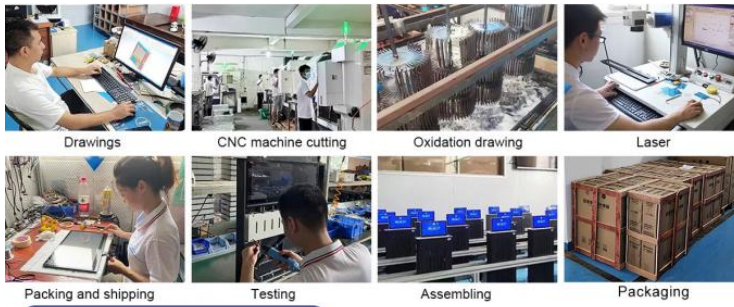 Drawings
CNC machine cutting
Oxidation drawing
Laser
Packing and shipping
Testing
Assembling
Packaging